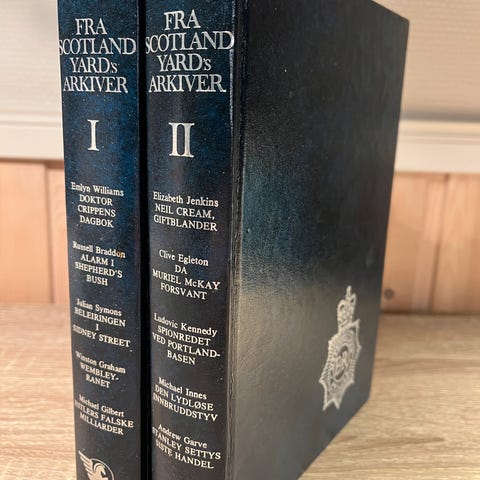 FRA
SCOTLAND
YARDs
ARKIVER
I
Emlyn Williams
DOKTOR
CRIPPENS
DAGBOK
Russell Braddon
ALARM I
SHEPHERD'S
BUSH
Julian Symons
BELEIRINGEN
I
SIDNEY STREET
Winston Graham
WEMBLEY-
RANET
Michael Gilbert
HITLERS FALSKE
MILLIARDER
FRA
SCOTLAND
YARDs
ARKIVER
II
Elizabeth Jenkins
NEIL CREAM,
GIFTBLANDER
Clive Egleton
DA
MURIEL McKAY
FORSVANT
Ludovic Kennedy
SPIONREDET
VED PORTLAND-
BASEN
Michael Innes
DEN LYDLØSE
INNBRUDDSTYV
Andrew Garve
STANLEY SETTYS
SISTE HANDEL